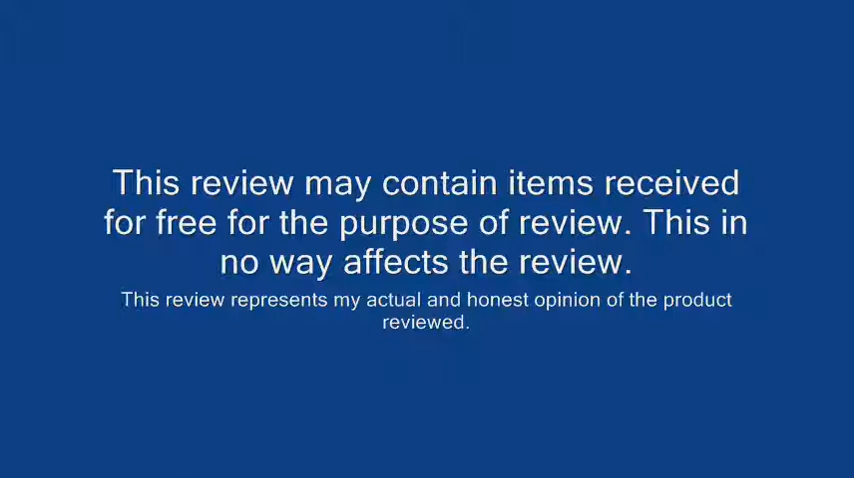 This review may contain items received
for free for the purpose of review. This in
no way affects the review.
This review represents my actual and honest opinion of the product
reviewed.